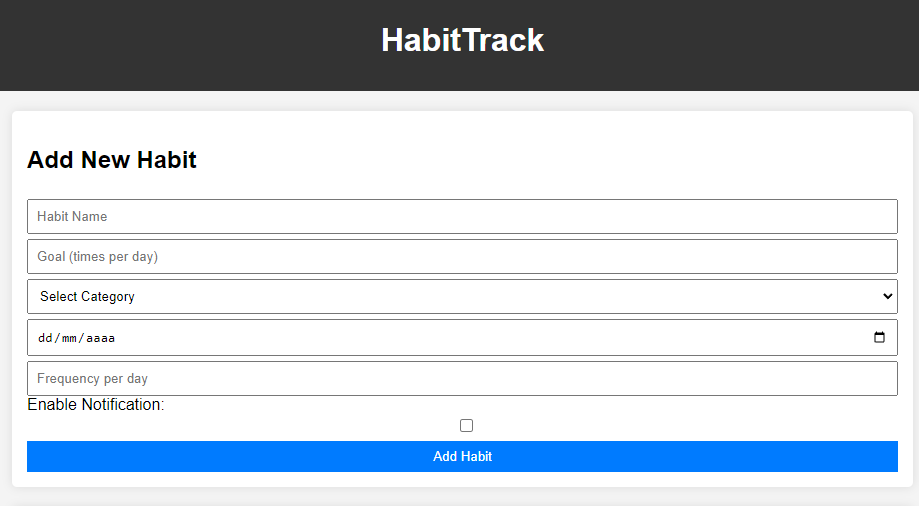 HabitTrack
Add New Habit
Habit Name
Goal (times per day)
Select Category
dd/mm/aaaa
Frequency per day
Enable Notification:
Add Habit